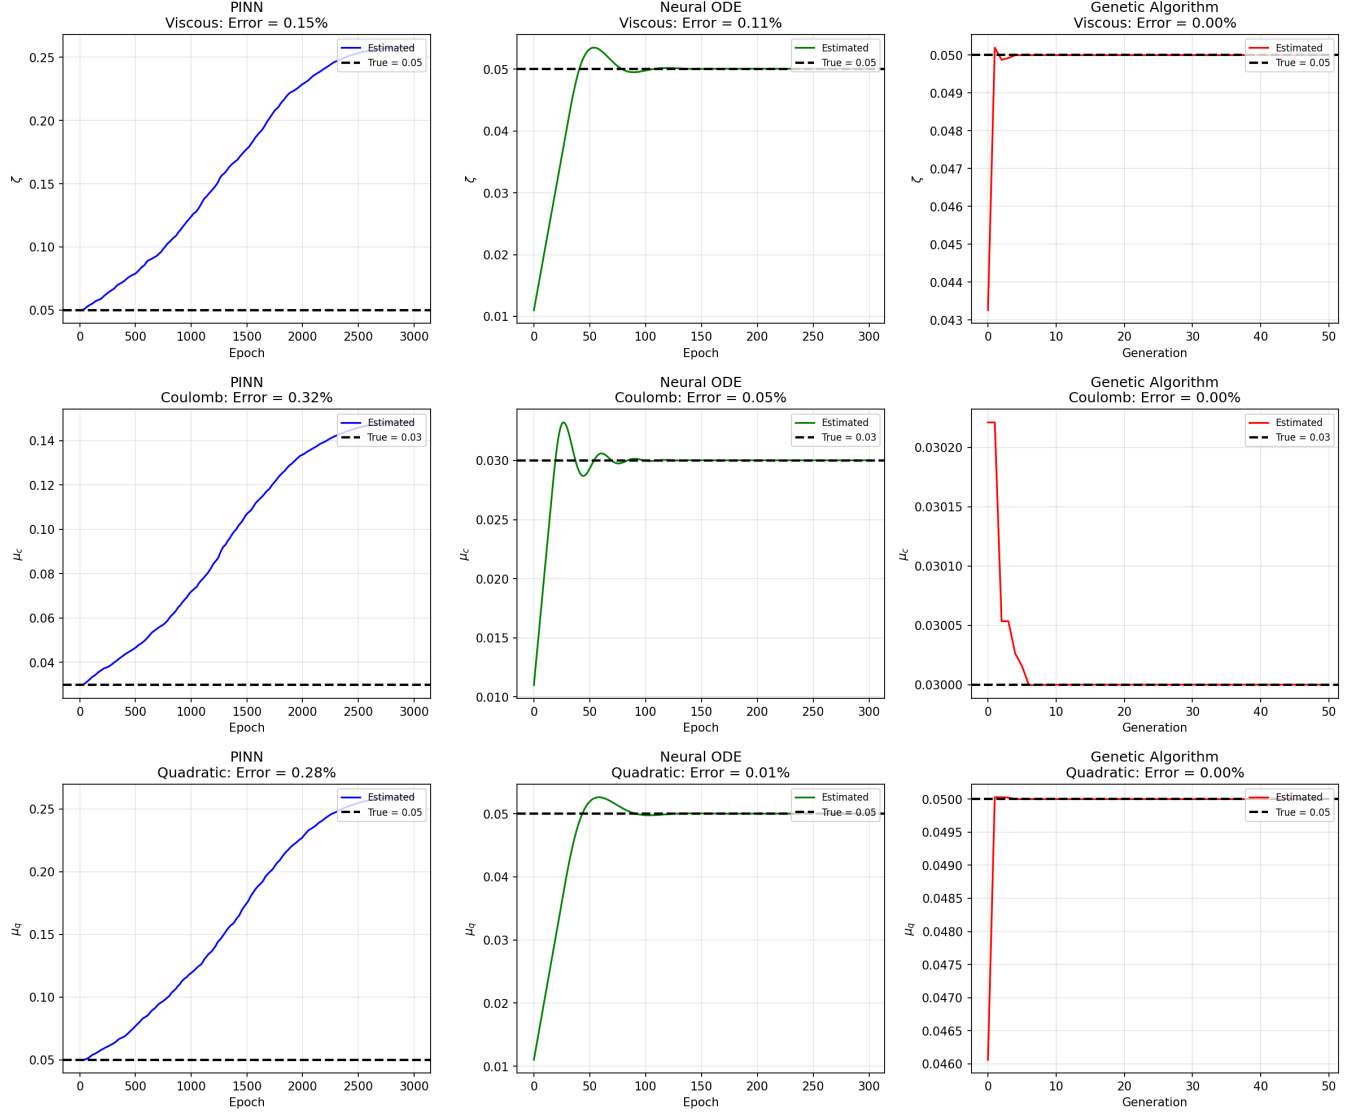 PINN
Viscous: Error = 0.15%
Estimated
True = 0.05
0.25
0.20
0.15
0.10
0.05
ζ
0 500 1000 1500 2000 2500 3000
Epoch
Neural ODE
Viscous: Error = 0.11%
Estimated
True = 0.05
0.05
0.04
0.03
0.02
0.01
ζ
0 50 100 150 200 250 300
Epoch
Genetic Algorithm
Viscous: Error = 0.00%
Estimated
True = 0.05
0.050
0.049
0.048
0.047
0.046
0.045
0.044
0.043
ζ
0 10 20 30 40 50
Generation
PINN
Coulomb: Error = 0.32%
Estimated
True = 0.03
0.14
0.12
0.10
0.08
0.06
0.04
μc
0 500 1000 1500 2000 2500 3000
Epoch
Neural ODE
Coulomb: Error = 0.05%
Estimated
True = 0.03
0.030
0.025
0.020
0.015
0.010
μc
0 50 100 150 200 250 300
Epoch
Genetic Algorithm
Coulomb: Error = 0.00%
Estimated
True = 0.03
0.03020
0.03015
0.03010
0.03005
0.03000
μc
0 10 20 30 40 50
Generation
PINN
Quadratic: Error = 0.28%
Estimated
True = 0.05
0.25
0.20
0.15
0.10
0.05
μq
0 500 1000 1500 2000 2500 3000
Epoch
Neural ODE
Quadratic: Error = 0.01%
Estimated
True = 0.05
0.05
0.04
0.03
0.02
0.01
μq
0 50 100 150 200 250 300
Epoch
Genetic Algorithm
Quadratic: Error = 0.00%
Estimated
True = 0.05
0.0500
0.0495
0.0490
0.0485
0.0480
0.0475
0.0470
0.0465
0.0460
μq
0 10 20 30 40 50
Generation